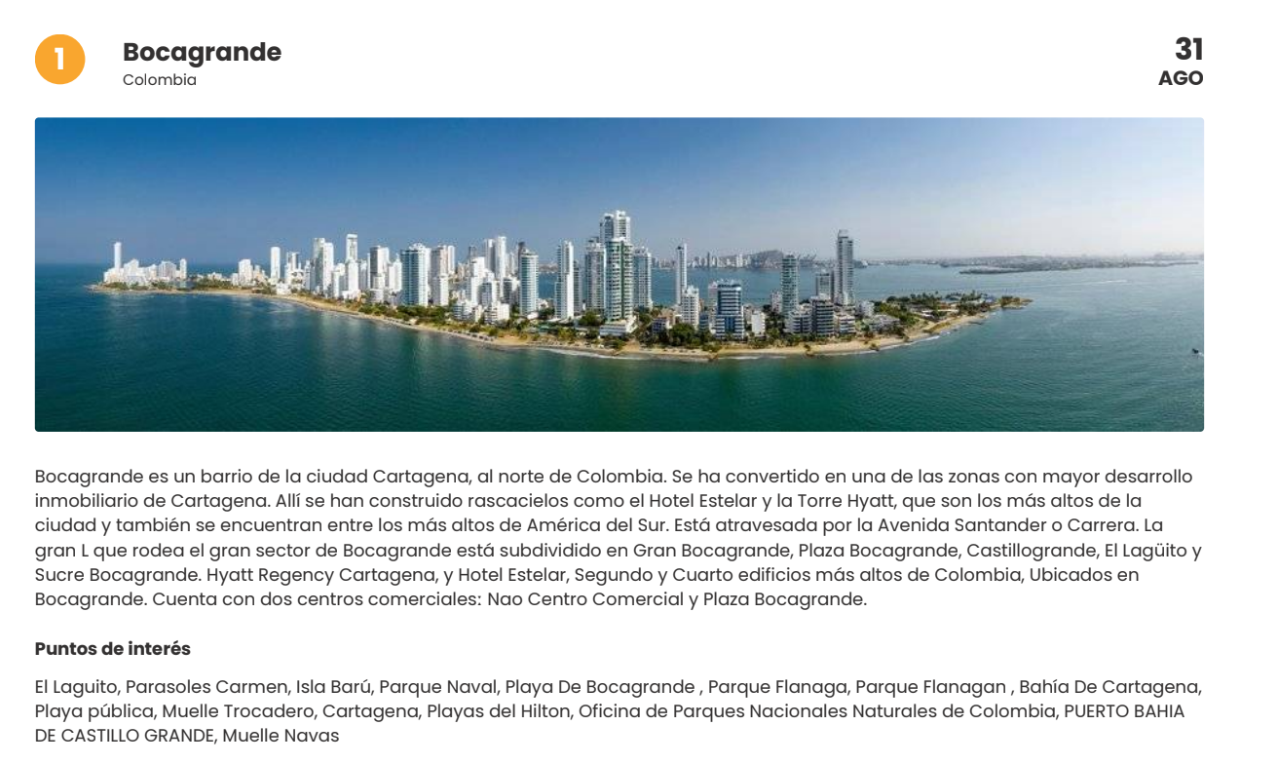 1
Bocagrande
Colombia
31
AGO
Bocagrande es un barrio de la ciudad Cartagena, al norte de Colombia. Se ha convertido en una de las zonas con mayor desarrollo
inmobiliario de Cartagena. Allí se han construido rascacielos como el Hotel Estelar y la Torre Hyatt, que son los más altos de la
ciudad y también se encuentran entre los más altos de América del Sur. Está atravesada por la Avenida Santander o Carrera. La
gran L que rodea el gran sector de Bocagrande está subdividido en Gran Bocagrande, Plaza Bocagrande, Castillogrande, El Lagüito y
Sucre Bocagrande. Hyatt Regency Cartagena, y Hotel Estelar, Segundo y Cuarto edificios más altos de Colombia, Ubicados en
Bocagrande. Cuenta con dos centros comerciales: Nao Centro Comercial y Plaza Bocagrande.
Puntos de interés
El Laguito, Parasoles Carmen, Isla Barú, Parque Naval, Playa De Bocagrande , Parque Flanaga, Parque Flanagan , Bahía De Cartagena,
Playa pública, Muelle Trocadero, Cartagena, Playas del Hilton, Oficina de Parques Nacionales Naturales de Colombia, PUERTO BAHIA
DE CASTILLO GRANDE, Muelle Navas